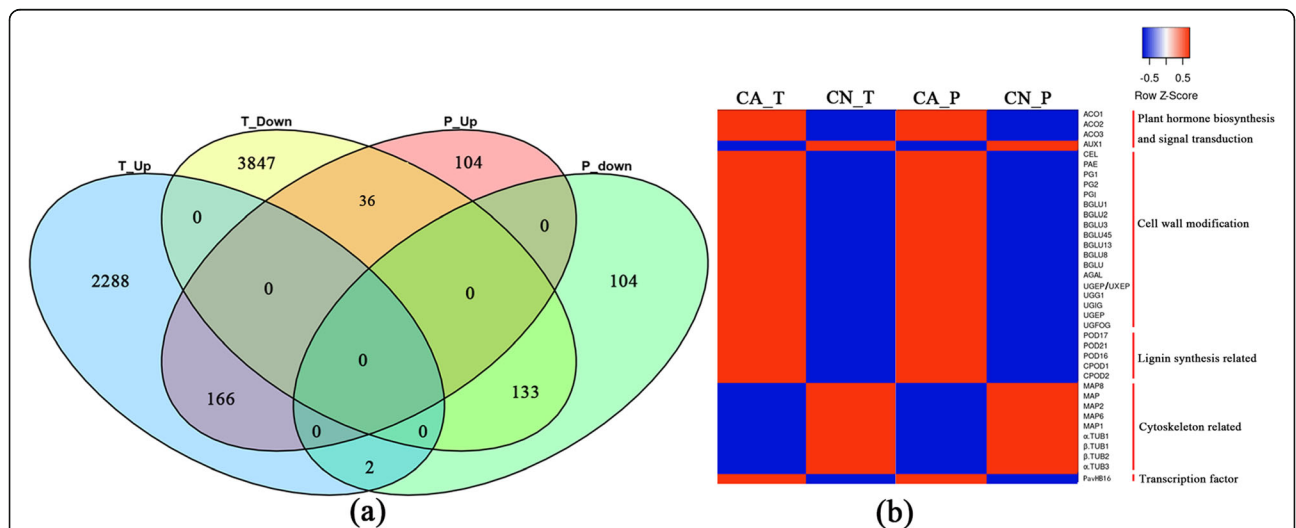 T_Down
P_Up
T_Up
P_down
3847
104
36
0
0
2288
104
0
0
0
166
133
0
0
2
(a)
-0.5 0.5
Row Z-Score
CA_T CN_T CA_P CN_P
ACO1
ACO2
ACO3
AUX1
CEL
PAE
PG1
PG2
PGI
BGLU1
BGLU2
BGLU3
BGLU45
BGLU13
BGLU8
BGLU
AGAL
UGEP/UXEP
UGG1
UGIG
UGEP
UGFOG
POD17
POD21
POD16
CPOD1
CPOD2
MAP8
MAP
MAP2
MAP6
MAP1
α.TUB1
β.TUB1
β.TUB2
α.TUB3
PavHB16
Plant hormone biosynthesis
and signal transduction
Cell wall modification
Lignin synthesis related
Cytoskeleton related
Transcription factor
(b)